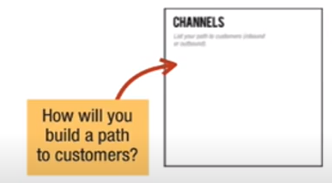 CHANNELS
List your path to customers (inbound
or outbound)
How will you
build a path
to customers?